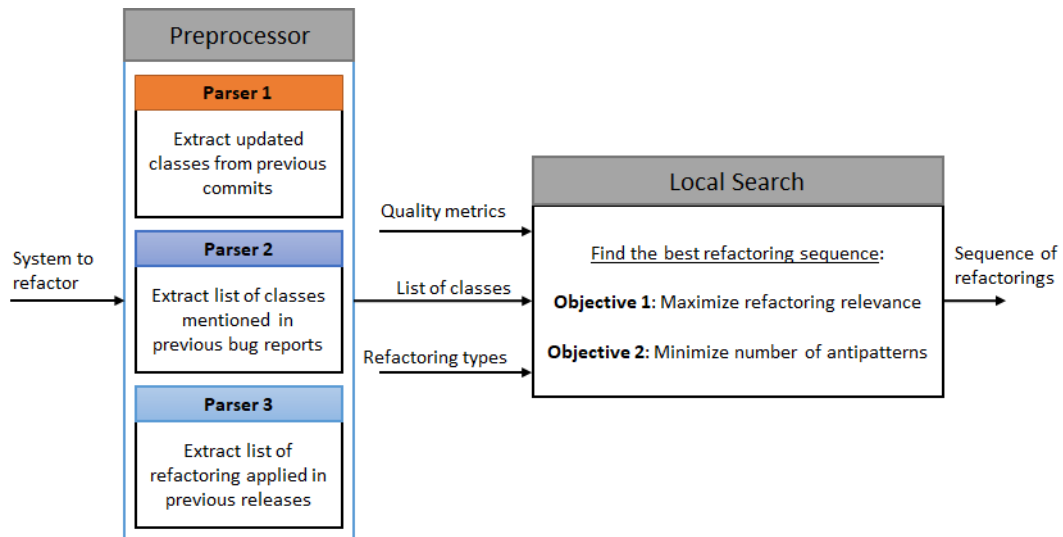 Preprocessor
Parser 1
Extract updated
classes from previous
commits
System to
refactor
Parser 2
Extract list of classes
mentioned in
previous bug reports
Parser 3
Extract list of
refactoring applied in
previous releases
Quality metrics
List of classes
Refactoring types
Local Search
Find the best refactoring sequence:
Objective 1: Maximize refactoring relevance
Objective 2: Minimize number of antipatterns
Sequence of
refactorings